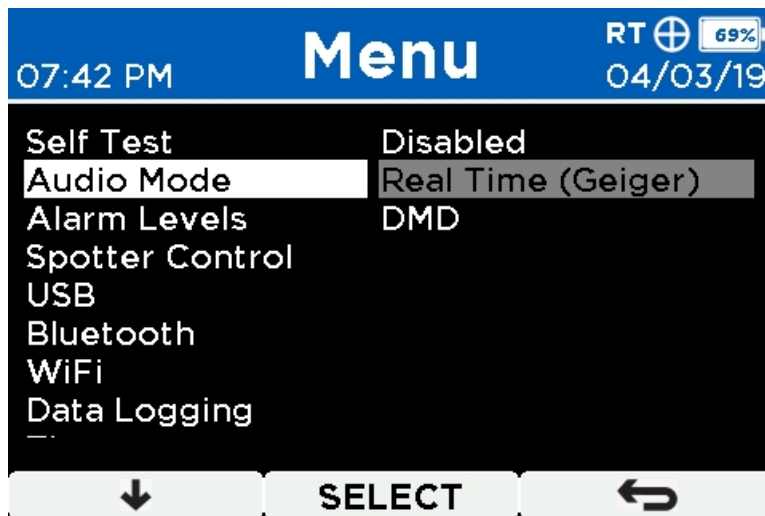 Menu
RT 69%
07:42 PM
04/03/19
Self Test
Disabled
Audio Mode
Real Time (Geiger)
Alarm Levels
DMD
Spotter Control
USB
Bluetooth
WiFi
Data Logging
SELECT